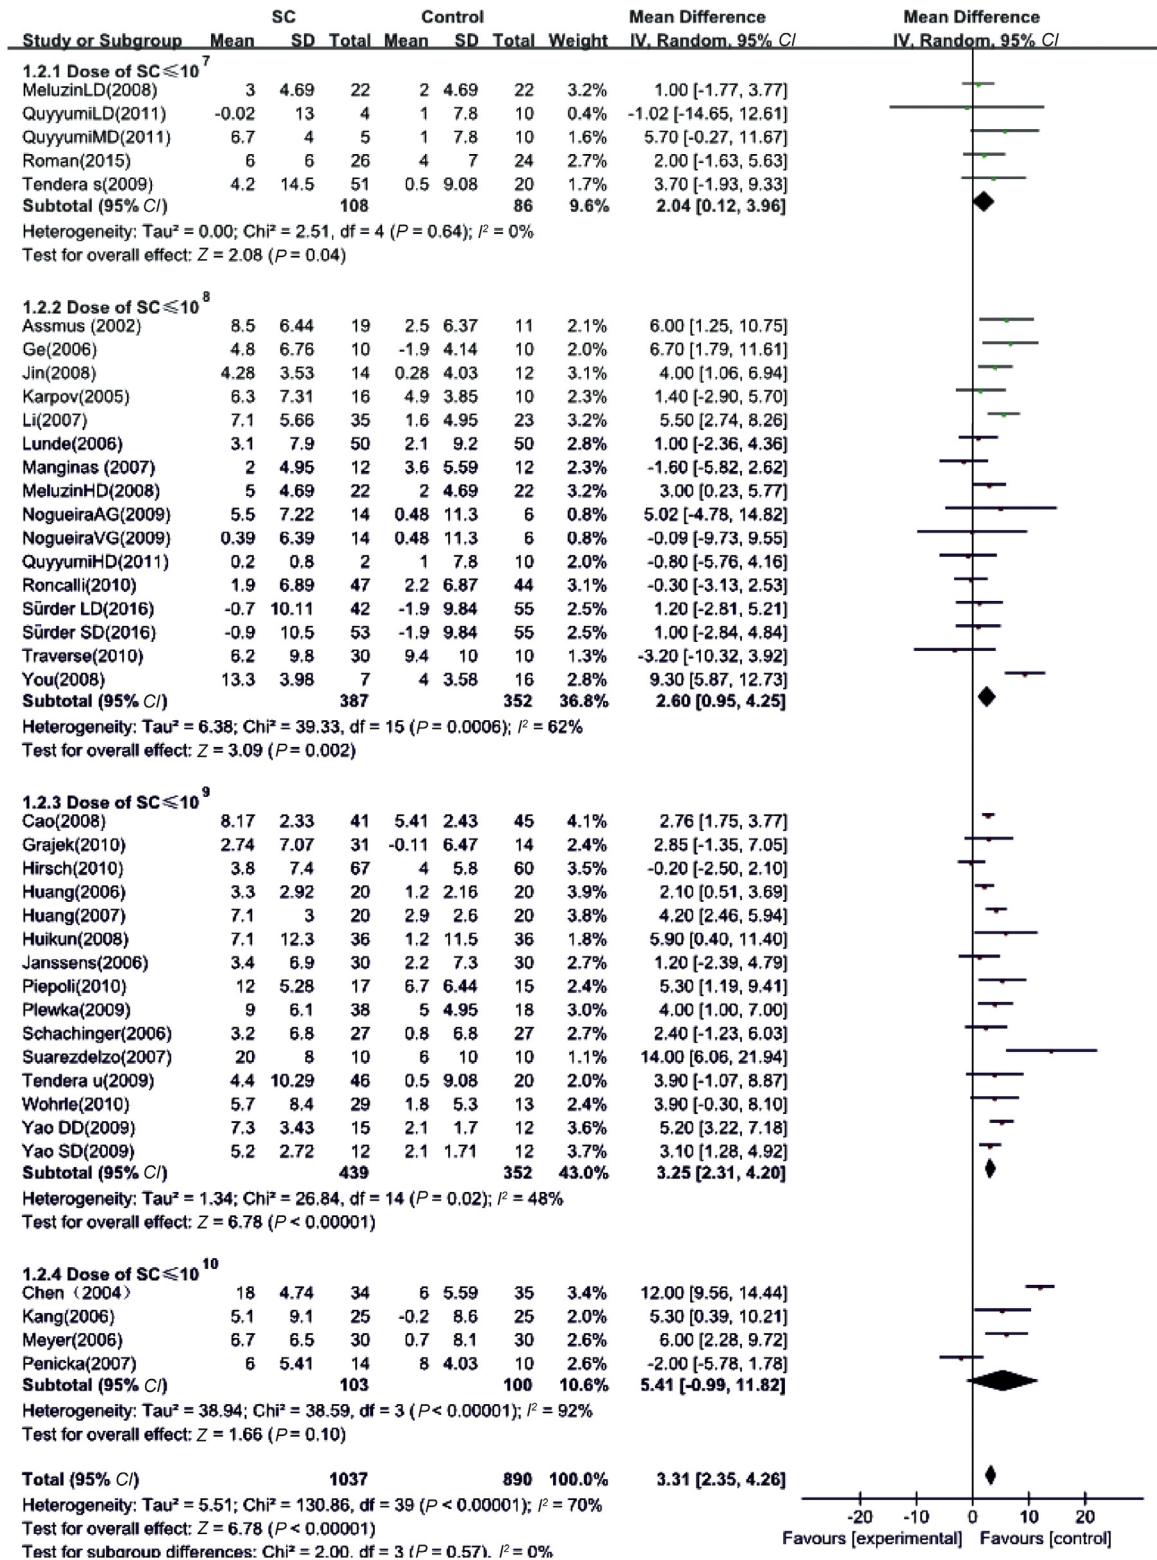 SC Control Mean Difference Mean Difference
Study or Subgroup Mean SD Total Mean SD Total Weight IV, Random, 95% CI IV, Random, 95% CI
1.2.1 Dose of SC≤10^7
MeluzinLD(2008) 3 4.69 22 2 4.69 22 3.2% 1.00 [-1.77, 3.77]
QuyyumiLD(2011) -0.02 13 4 1 7.8 10 0.4% -1.02 [-14.65, 12.61]
QuyyumiMD(2011) 6.7 4 5 1 7.8 10 1.6% 5.70 [-0.27, 11.67]
Roman(2015) 6 6 26 4 7 24 2.7% 2.00 [-1.63, 5.63]
Tendera s(2009) 4.2 14.5 51 0.5 9.08 20 1.7% 3.70 [-1.93, 9.33]
Subtotal (95% CI) 108 86 9.6% 2.04 [0.12, 3.96]
Heterogeneity: Tau² = 0.00; Chi² = 2.51, df = 4 (P = 0.64); I² = 0%
Test for overall effect: Z = 2.08 (P = 0.04)
1.2.2 Dose of SC≤10^8
Assmus (2002) 8.5 6.44 19 2.5 6.37 11 2.1% 6.00 [1.25, 10.75]
Ge(2006) 4.8 6.76 10 -1.9 4.14 10 2.0% 6.70 [1.79, 11.61]
Jin(2008) 4.28 3.53 14 0.28 4.03 12 3.1% 4.00 [1.06, 6.94]
Karpov(2005) 6.3 7.31 16 4.9 3.85 10 2.3% 1.40 [-2.90, 5.70]
Li(2007) 7.1 5.66 35 1.6 4.95 23 3.2% 5.50 [2.74, 8.26]
Lunde(2006) 3.1 7.9 50 2.1 9.2 50 2.8% 1.00 [-2.36, 4.36]
Manginas (2007) 2 4.95 12 3.6 5.59 12 2.3% -1.60 [-5.82, 2.62]
MeluzinHD(2008) 5 4.69 22 2 4.69 22 3.2% 3.00 [0.23, 5.77]
NogueiraAG(2009) 5.5 7.22 14 0.48 11.3 6 0.8% 5.02 [-4.78, 14.82]
NogueiraVG(2009) 0.39 6.39 14 0.48 11.3 6 0.8% -0.09 [-9.73, 9.55]
QuyyumiHD(2011) 0.2 0.8 2 1 7.8 10 2.0% -0.80 [-5.76, 4.16]
Roncalli(2010) 1.9 6.89 47 2.2 6.87 44 3.1% -0.30 [-3.13, 2.53]
Sürder LD(2016) -0.7 10.11 42 -1.9 9.84 55 2.5% 1.20 [-2.81, 5.21]
Sürder SD(2016) -0.9 10.5 53 -1.9 9.84 55 2.5% 1.00 [-2.84, 4.84]
Traverse(2010) 6.2 9.8 30 9.4 10 10 1.3% -3.20 [-10.32, 3.92]
You(2008) 13.3 3.98 7 4 3.58 16 2.8% 9.30 [5.87, 12.73]
Subtotal (95% CI) 387 352 36.8% 2.60 [0.95, 4.25]
Heterogeneity: Tau² = 6.38; Chi² = 39.33, df = 15 (P = 0.0006); I² = 62%
Test for overall effect: Z = 3.09 (P = 0.002)
1.2.3 Dose of SC≤10^9
Cao(2008) 8.17 2.33 41 5.41 2.43 45 4.1% 2.76 [1.75, 3.77]
Grajek(2010) 2.74 7.07 31 -0.11 6.47 14 2.4% 2.85 [-1.35, 7.05]
Hirsch(2010) 3.8 7.4 67 4 5.8 60 3.5% -0.20 [-2.50, 2.10]
Huang(2006) 3.3 2.92 20 1.2 2.16 20 3.9% 2.10 [0.51, 3.69]
Huang(2007) 7.1 3 20 2.9 2.6 20 3.8% 4.20 [2.46, 5.94]
Huikun(2008) 7.1 12.3 36 1.2 11.5 36 1.8% 5.90 [0.40, 11.40]
Janssens(2006) 3.4 6.9 30 2.2 7.3 30 2.7% 1.20 [-2.39, 4.79]
Piepoli(2010) 12 5.28 17 6.7 6.44 15 2.4% 5.30 [1.19, 9.41]
Plewka(2009) 9 6.1 38 5 4.95 18 3.0% 4.00 [1.00, 7.00]
Schachinger(2006) 3.2 6.8 27 0.8 6.8 27 2.7% 2.40 [-1.23, 6.03]
Suarezdelzo(2007) 20 8 10 6 10 10 1.1% 14.00 [6.06, 21.94]
Tendera u(2009) 4.4 10.29 46 0.5 9.08 20 2.0% 3.90 [-1.07, 8.87]
Wohrle(2010) 5.7 8.4 29 1.8 5.3 13 2.4% 3.90 [-0.30, 8.10]
Yao DD(2009) 7.3 3.43 15 2.1 1.7 12 3.6% 5.20 [3.22, 7.18]
Yao SD(2009) 5.2 2.72 12 2.1 1.71 12 3.7% 3.10 [1.28, 4.92]
Subtotal (95% CI) 439 352 43.0% 3.25 [2.31, 4.20]
Heterogeneity: Tau² = 1.34; Chi² = 26.84, df = 14 (P = 0.02); I² = 48%
Test for overall effect: Z = 6.78 (P < 0.00001)
1.2.4 Dose of SC≤10^10
Chen（2004） 18 4.74 34 6 5.59 35 3.4% 12.00 [9.56, 14.44]
Kang(2006) 5.1 9.1 25 -0.2 8.6 25 2.0% 5.30 [0.39, 10.21]
Meyer(2006) 6.7 6.5 30 0.7 8.1 30 2.6% 6.00 [2.28, 9.72]
Penicka(2007) 6 5.41 14 8 4.03 10 2.6% -2.00 [-5.78, 1.78]
Subtotal (95% CI) 103 100 10.6% 5.41 [-0.99, 11.82]
Heterogeneity: Tau² = 38.94; Chi² = 38.59, df = 3 (P< 0.00001); I² = 92%
Test for overall effect: Z = 1.66 (P = 0.10)
Total (95% CI) 1037 890 100.0% 3.31 [2.35, 4.26]
Heterogeneity: Tau² = 5.51; Chi² = 130.86, df = 39 (P < 0.00001); I² = 70%
Test for overall effect: Z = 6.78 (P < 0.00001)
Test for subgroup differences: Chi² = 2.00, df = 3 (P = 0.57), I² = 0%
-20 -10 0 10 20
Favours [experimental] Favours [control]